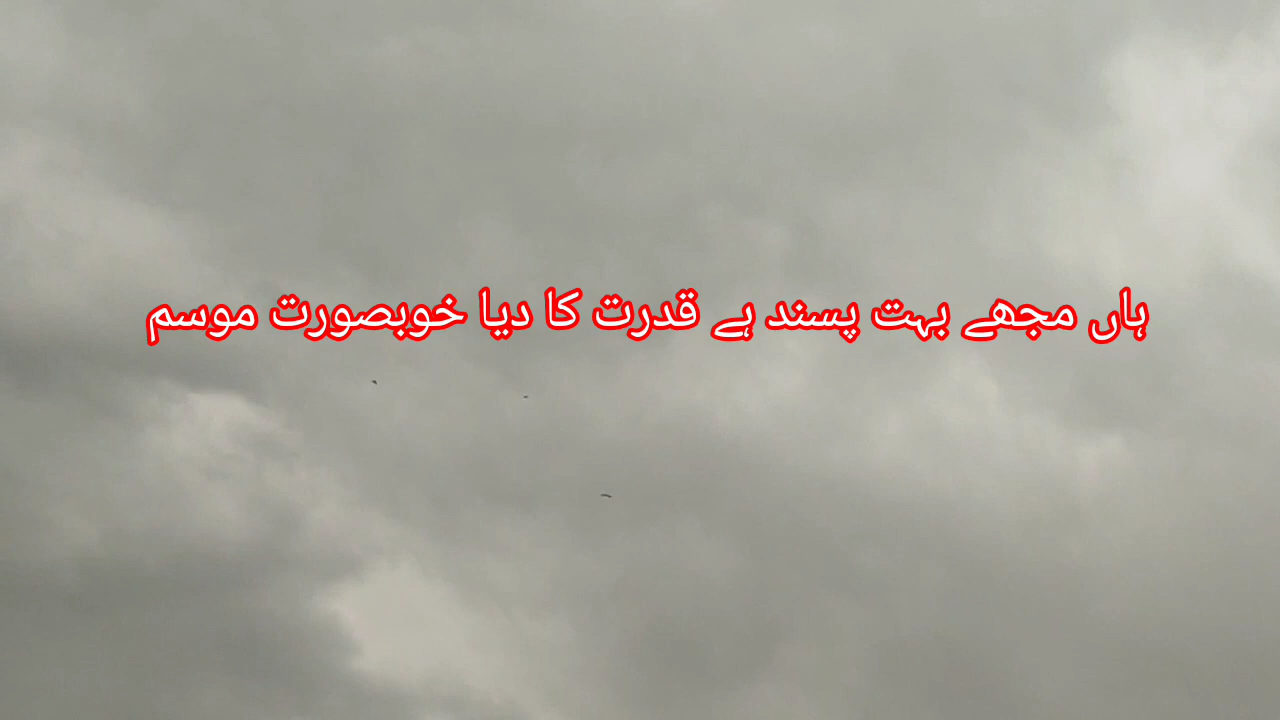 ہاں مجھے بہت پسند ہے قدرت کا دیا خوبصورت موسم